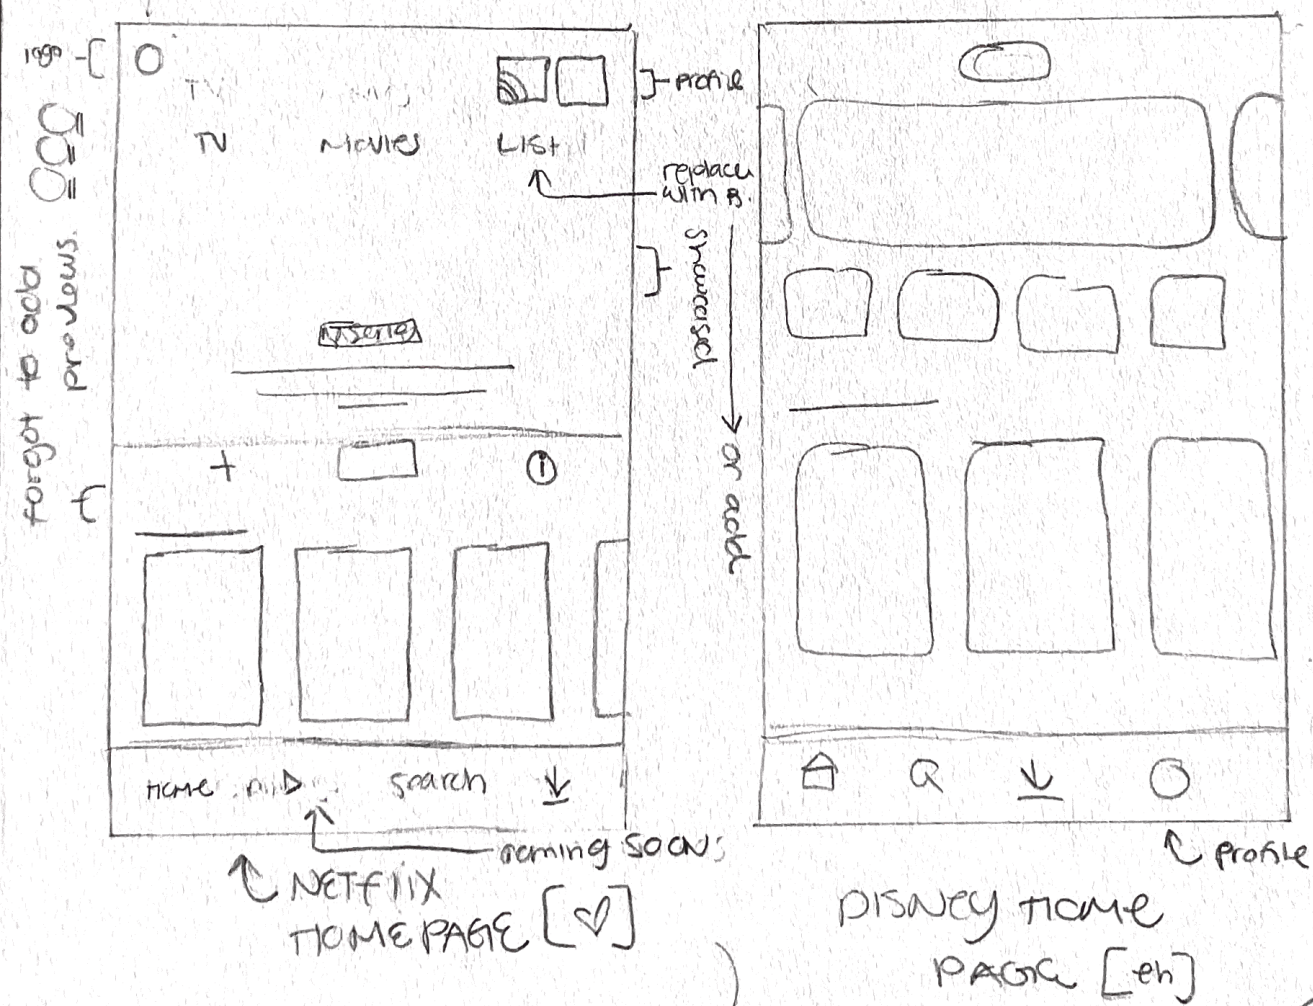 logo
profile
TV Movies LIST
replace
with B.
showcased
or add
forgot to add
previews.
N Series
Home
search
coming soon
NETflix
HOME PAGE [♡]
profile
DISNEY HOME
PAGE [eh]